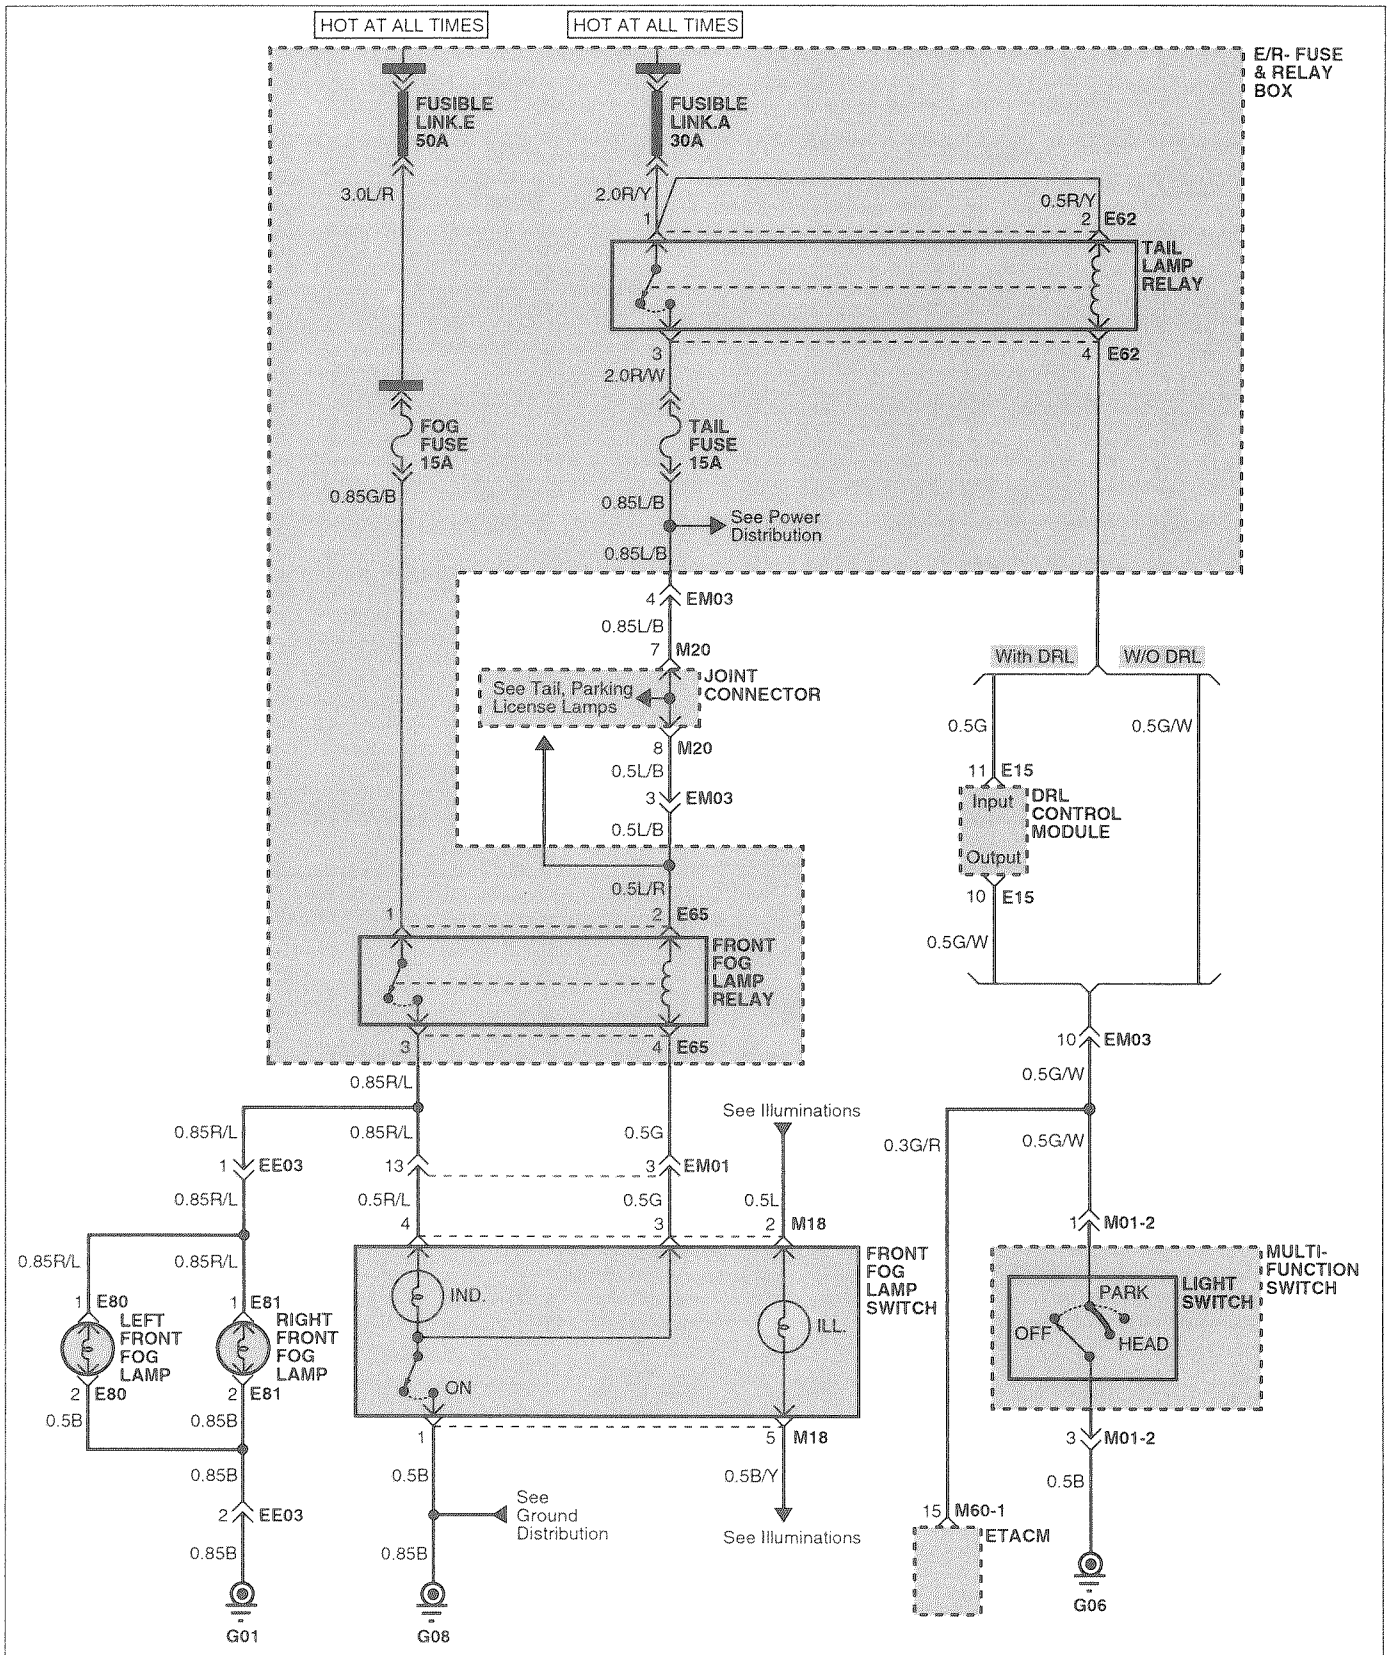 HOT AT ALL TIMES
HOT AT ALL TIMES
E/R- FUSE
& RELAY
BOX
FUSIBLE
LINK.E
50A
FUSIBLE
LINK.A
30A
3.0L/R
2.0R/Y
0.5R/Y
1
2 E62
TAIL
LAMP
RELAY
3
4 E62
2.0R/W
FOG
FUSE
15A
TAIL
FUSE
15A
0.85G/B
0.85L/B
See Power
Distribution
0.85L/B
4 EM03
0.85L/B
7 M20
With DRL
W/O DRL
See Tail, Parking
License Lamps
JOINT
CONNECTOR
0.5G
0.5G/W
8 M20
0.5L/B
11 E15
3 EM03
Input
DRL
CONTROL
MODULE
0.5L/B
Output
0.5L/R
10 E15
1
2 E65
0.5G/W
FRONT
FOG
LAMP
RELAY
3
4 E65
10 EM03
0.85R/L
0.5G/W
See Illuminations
0.85R/L
0.85R/L
0.5G
0.3G/R
0.5G/W
1 EE03
13
3 EM01
0.85R/L
0.5R/L
0.5G
0.5L
4
3
2 M18
1 M01-2
0.85R/L
0.85R/L
FRONT
FOG
LAMP
SWITCH
MULTI-
FUNCTION
SWITCH
IND.
ILL.
PARK
LIGHT
SWITCH
OFF
HEAD
1 E80
LEFT
FRONT
FOG
LAMP
1 E81
RIGHT
FRONT
FOG
LAMP
ON
2 E80
2 E81
0.5B
0.85B
1
5 M18
3 M01-2
0.85B
0.5B
0.5B/Y
0.5B
See
Ground
Distribution
2 EE03
15 M60-1
ETACM
See Illuminations
0.85B
0.85B
G01
G08
G06